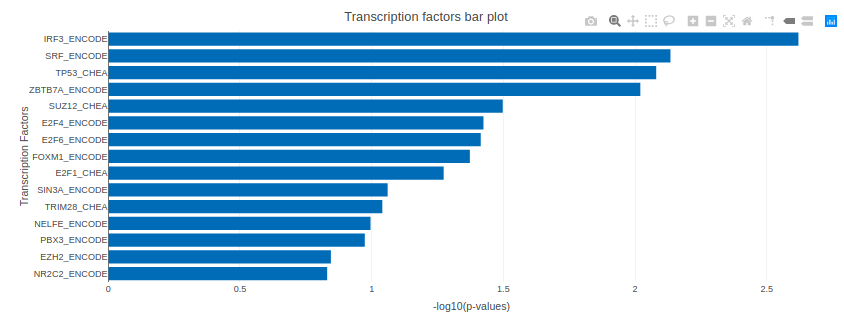 Transcription factors bar plot
Transcription Factors
IRF3_ENCODE
SRF_ENCODE
TP53_CHEA
ZBTB7A_ENCODE
SUZ12_CHEA
E2F4_ENCODE
E2F6_ENCODE
FOXM1_ENCODE
E2F1_CHEA
SIN3A_ENCODE
TRIM28_CHEA
NELFE_ENCODE
PBX3_ENCODE
EZH2_ENCODE
NR2C2_ENCODE
0 0.5 1 1.5 2 2.5
-log10(p-values)